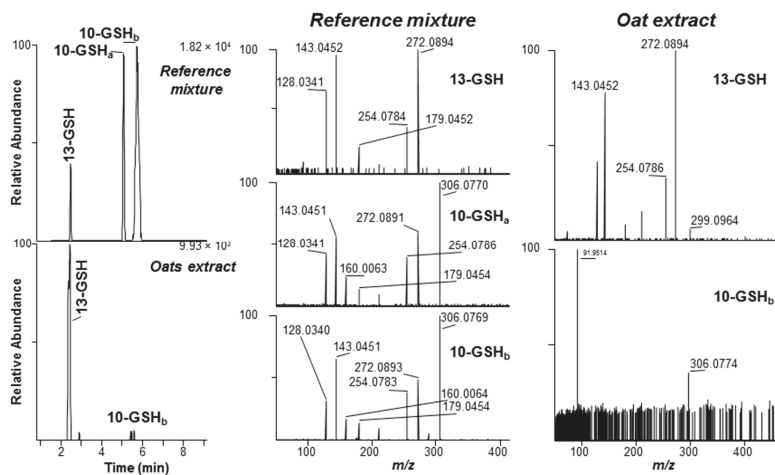 Reference mixture
Oat extract
100
10-GSHb
10-GSHa
1.82 × 10⁴
Reference
mixture
13-GSH
Relative Abundance
100
9.93 × 10³
Oats extract
13-GSH
10-GSHb
Relative Abundance
2 4 6 8
Time (min)
100
143.0452
272.0894
128.0341
13-GSH
254.0784
179.0452
100
306.0770
143.0451
272.0891
10-GSHa
128.0341
254.0786
160.0063
179.0454
100
306.0769
128.0340
143.0451
10-GSHb
272.0893
254.0783
160.0064
179.0454
100 200 300 400
m/z
100
272.0894
143.0452
13-GSH
254.0786
299.0964
100
91.9514
10-GSHb
306.0774
100 200 300 400
m/z